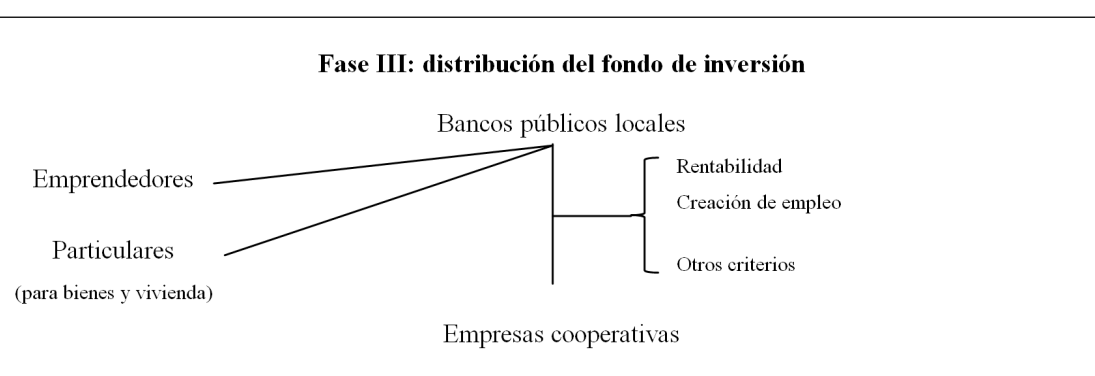 Fase III: distribución del fondo de inversión
Bancos públicos locales
Emprendedores
Particulares
(para bienes y vivienda)
Rentabilidad
Creación de empleo
Otros criterios
Empresas cooperativas